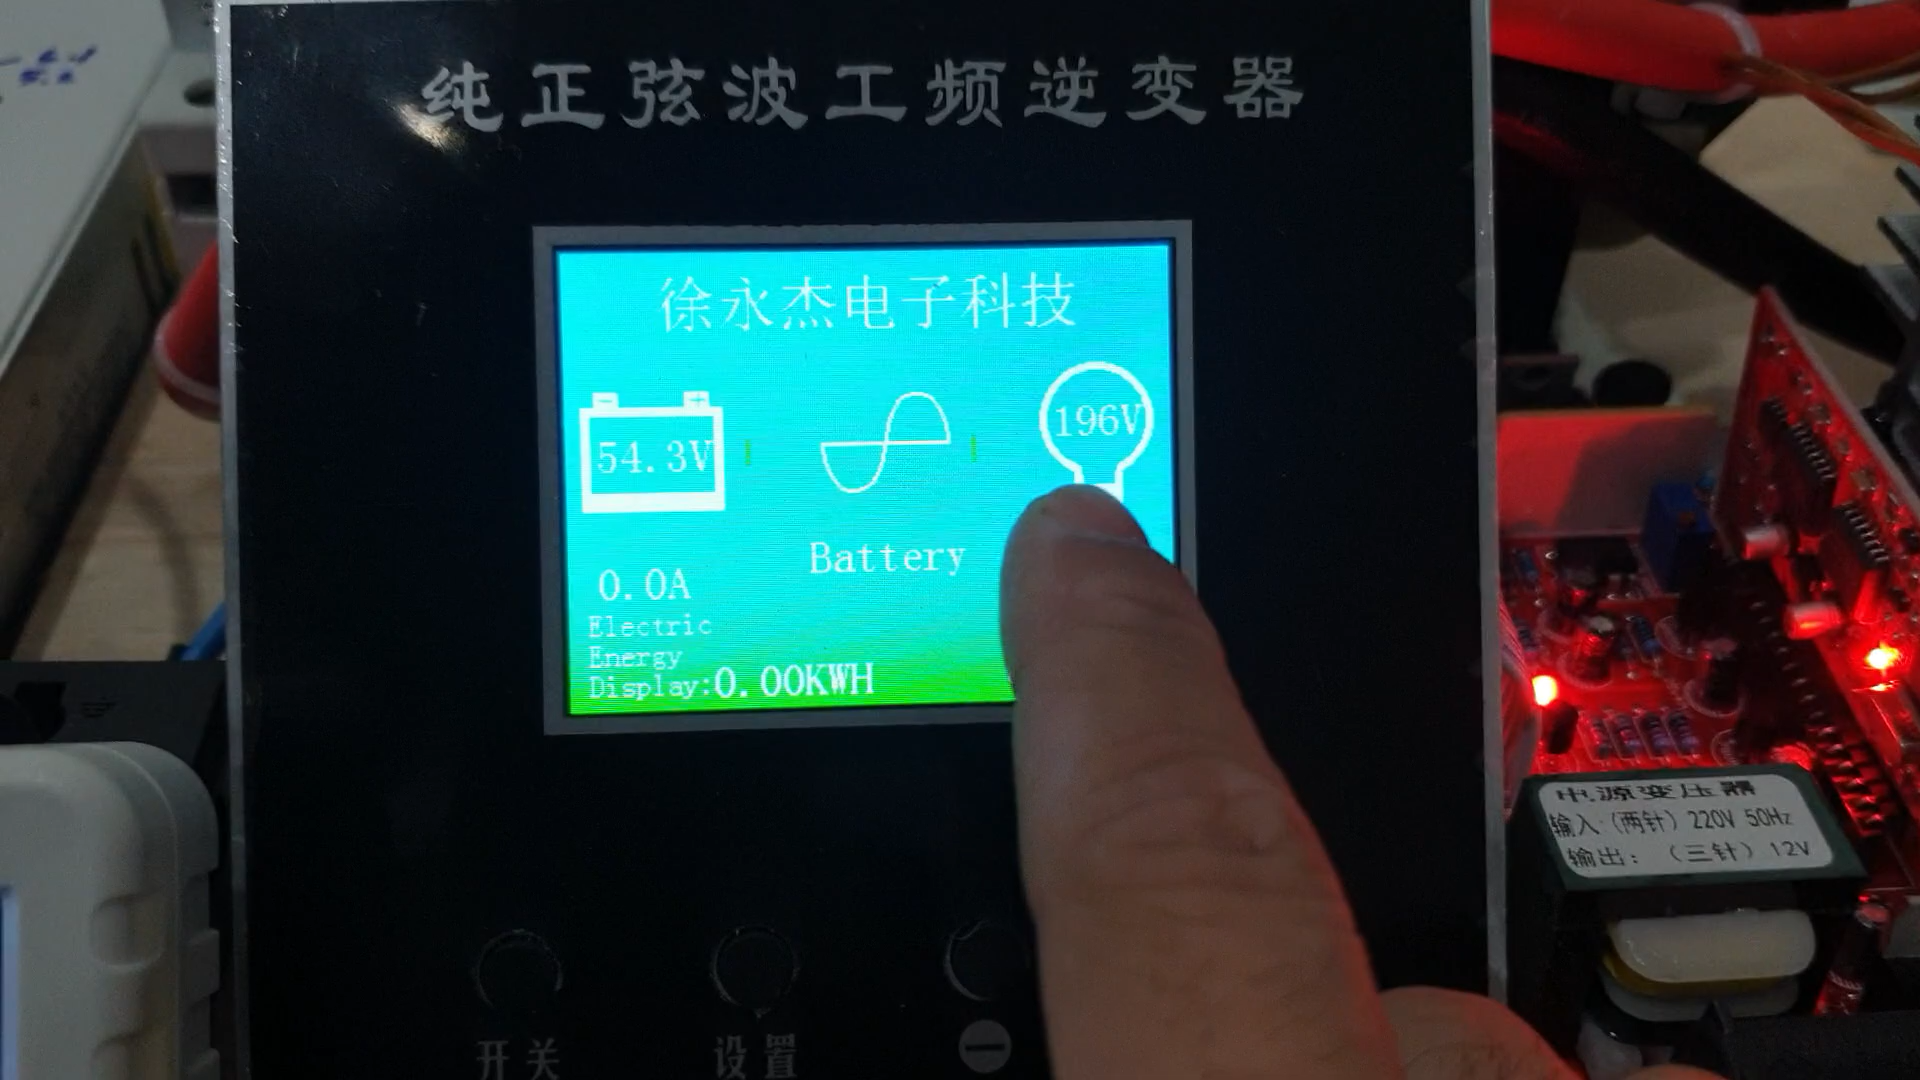 纯正弦波工频逆变器
徐永杰电子科技
54.3V
196V
Battery
0.0A
Electric
Energy
Display:0.00KWH
开关
设置
电源变压器
输入:(两针) 220V 50Hz
输出: (三针) 12V